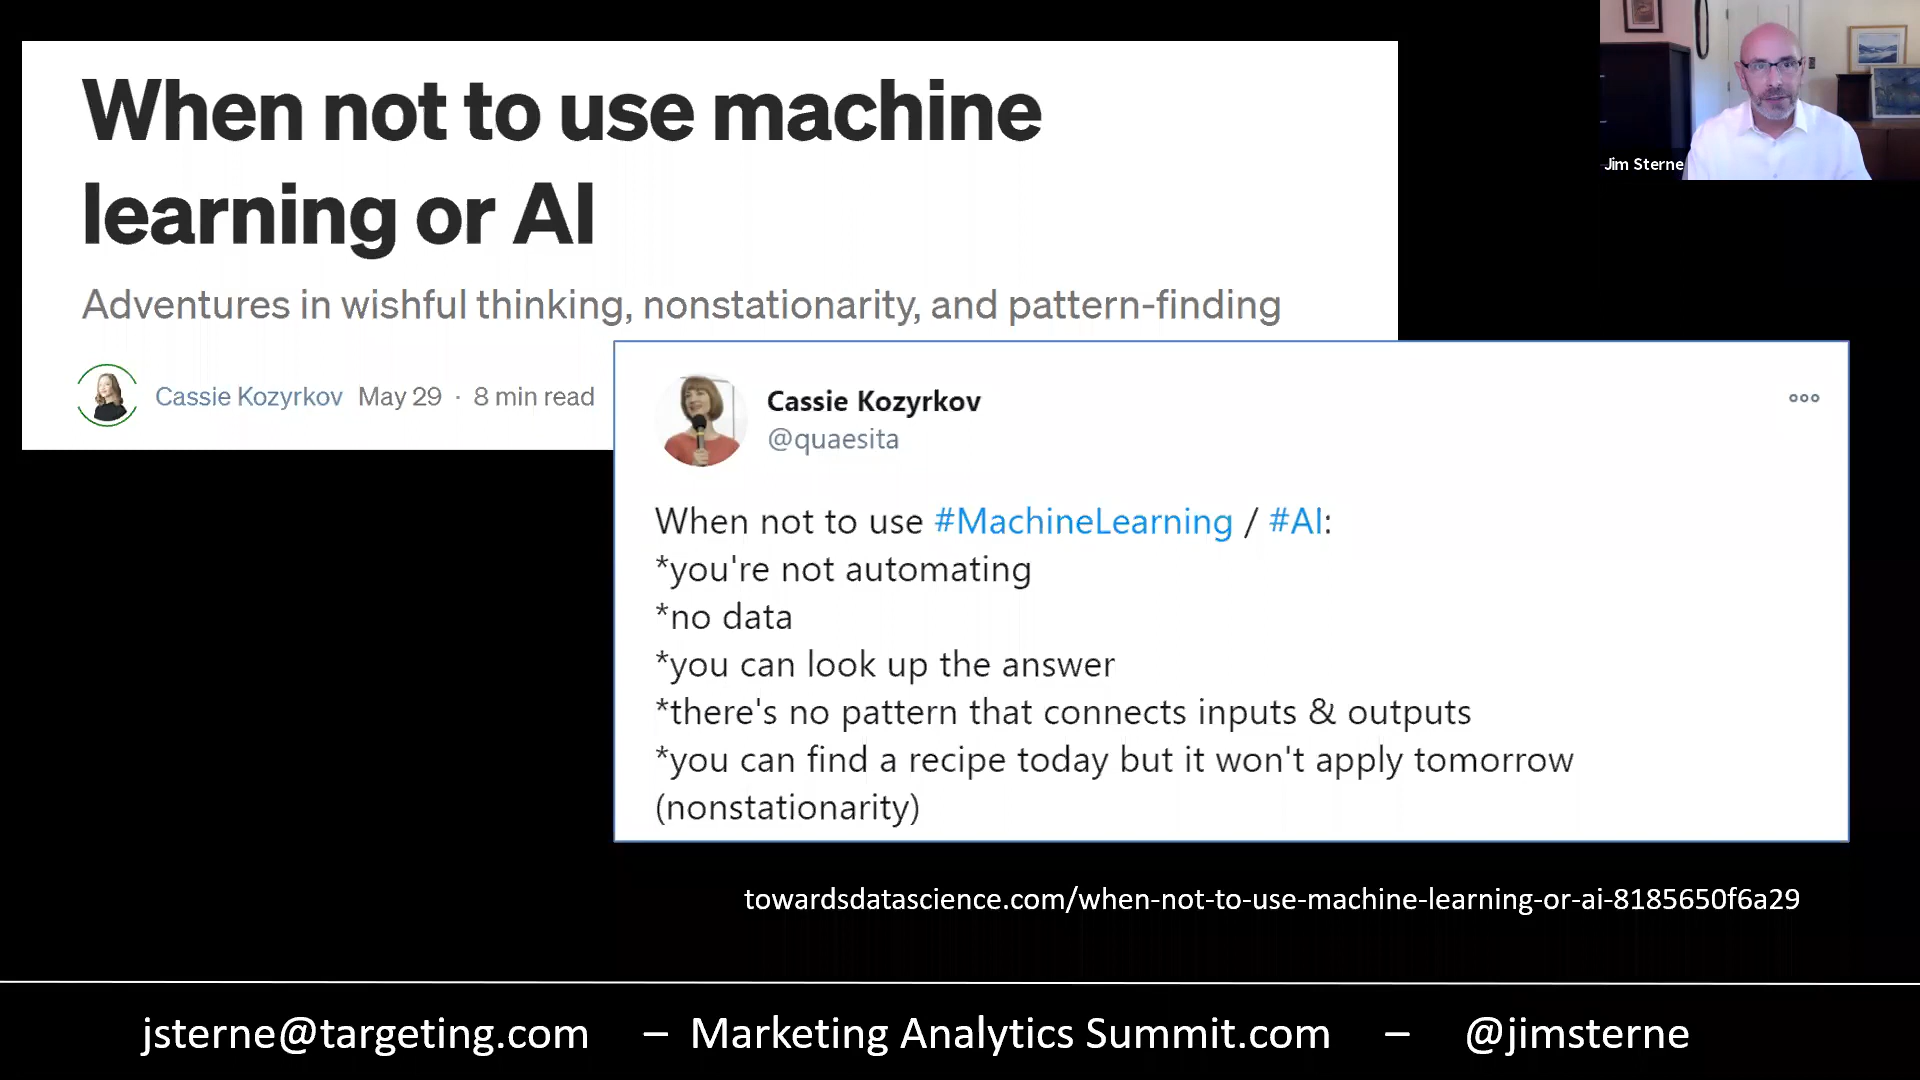 When not to use machine
learning or AI
Adventures in wishful thinking, nonstationarity, and pattern-finding
Cassie Kozyrkov May 29 · 8 min read
Jim Sterne
Cassie Kozyrkov
@quaesita
When not to use #MachineLearning / #AI:
*you're not automating
*no data
*you can look up the answer
*there's no pattern that connects inputs & outputs
*you can find a recipe today but it won't apply tomorrow
(nonstationarity)
towardsdatascience.com/when-not-to-use-machine-learning-or-ai-8185650f6a29
jsterne@targeting.com – Marketing Analytics Summit.com – @jimsterne